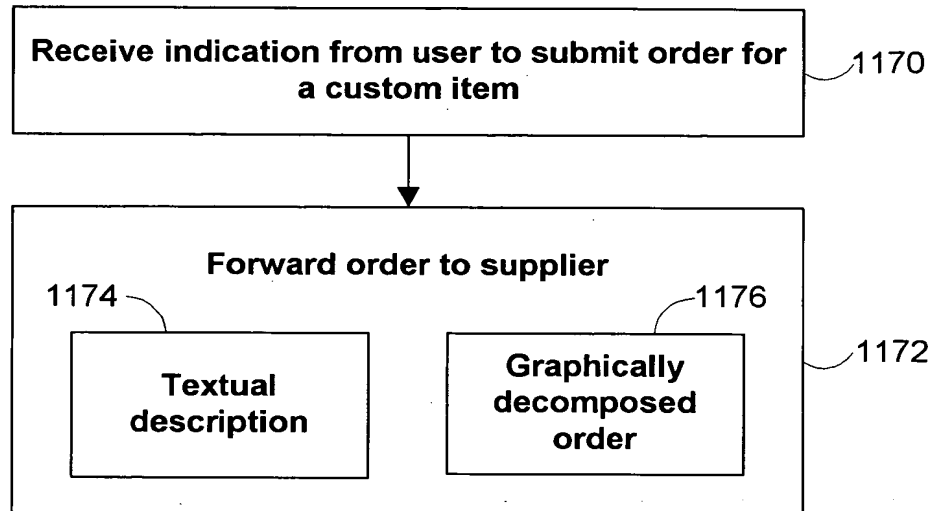 Receive indication from user to submit order for
a custom item
1170
Forward order to supplier
1174
1176
Textual
description
Graphically
decomposed
order
1172